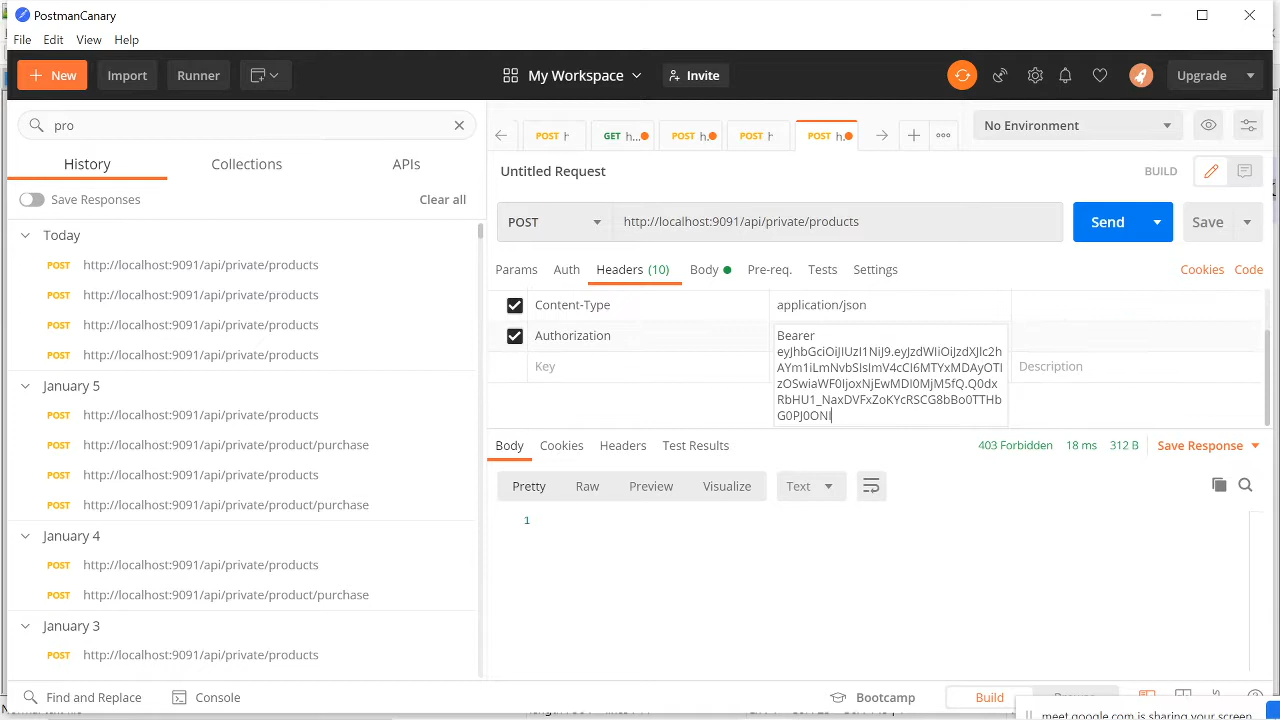 PostmanCanary
File Edit View Help
New Import Runner My Workspace Invite Upgrade
pro
History Collections APIs
Save Responses Clear all
Today
POST http://localhost:9091/api/private/products
POST http://localhost:9091/api/private/products
POST http://localhost:9091/api/private/products
POST http://localhost:9091/api/private/products
January 5
POST http://localhost:9091/api/private/products
POST http://localhost:9091/api/private/product/purchase
POST http://localhost:9091/api/private/products
POST http://localhost:9091/api/private/product/purchase
January 4
POST http://localhost:9091/api/private/products
POST http://localhost:9091/api/private/product/purchase
January 3
POST http://localhost:9091/api/private/products
POST h GET h... POST h. POST h POST h. No Environment
Untitled Request BUILD
POST http://localhost:9091/api/private/products Send Save
Params Auth Headers (10) Body Pre-req. Tests Settings Cookies Code
Content-Type application/json
Authorization Bearer
Key Description
Body Cookies Headers Test Results 403 Forbidden 18 ms 312 B Save Response
Pretty Raw Preview Visualize Text
1
Find and Replace Console Bootcamp Build
meet.google.com is sharing your screen